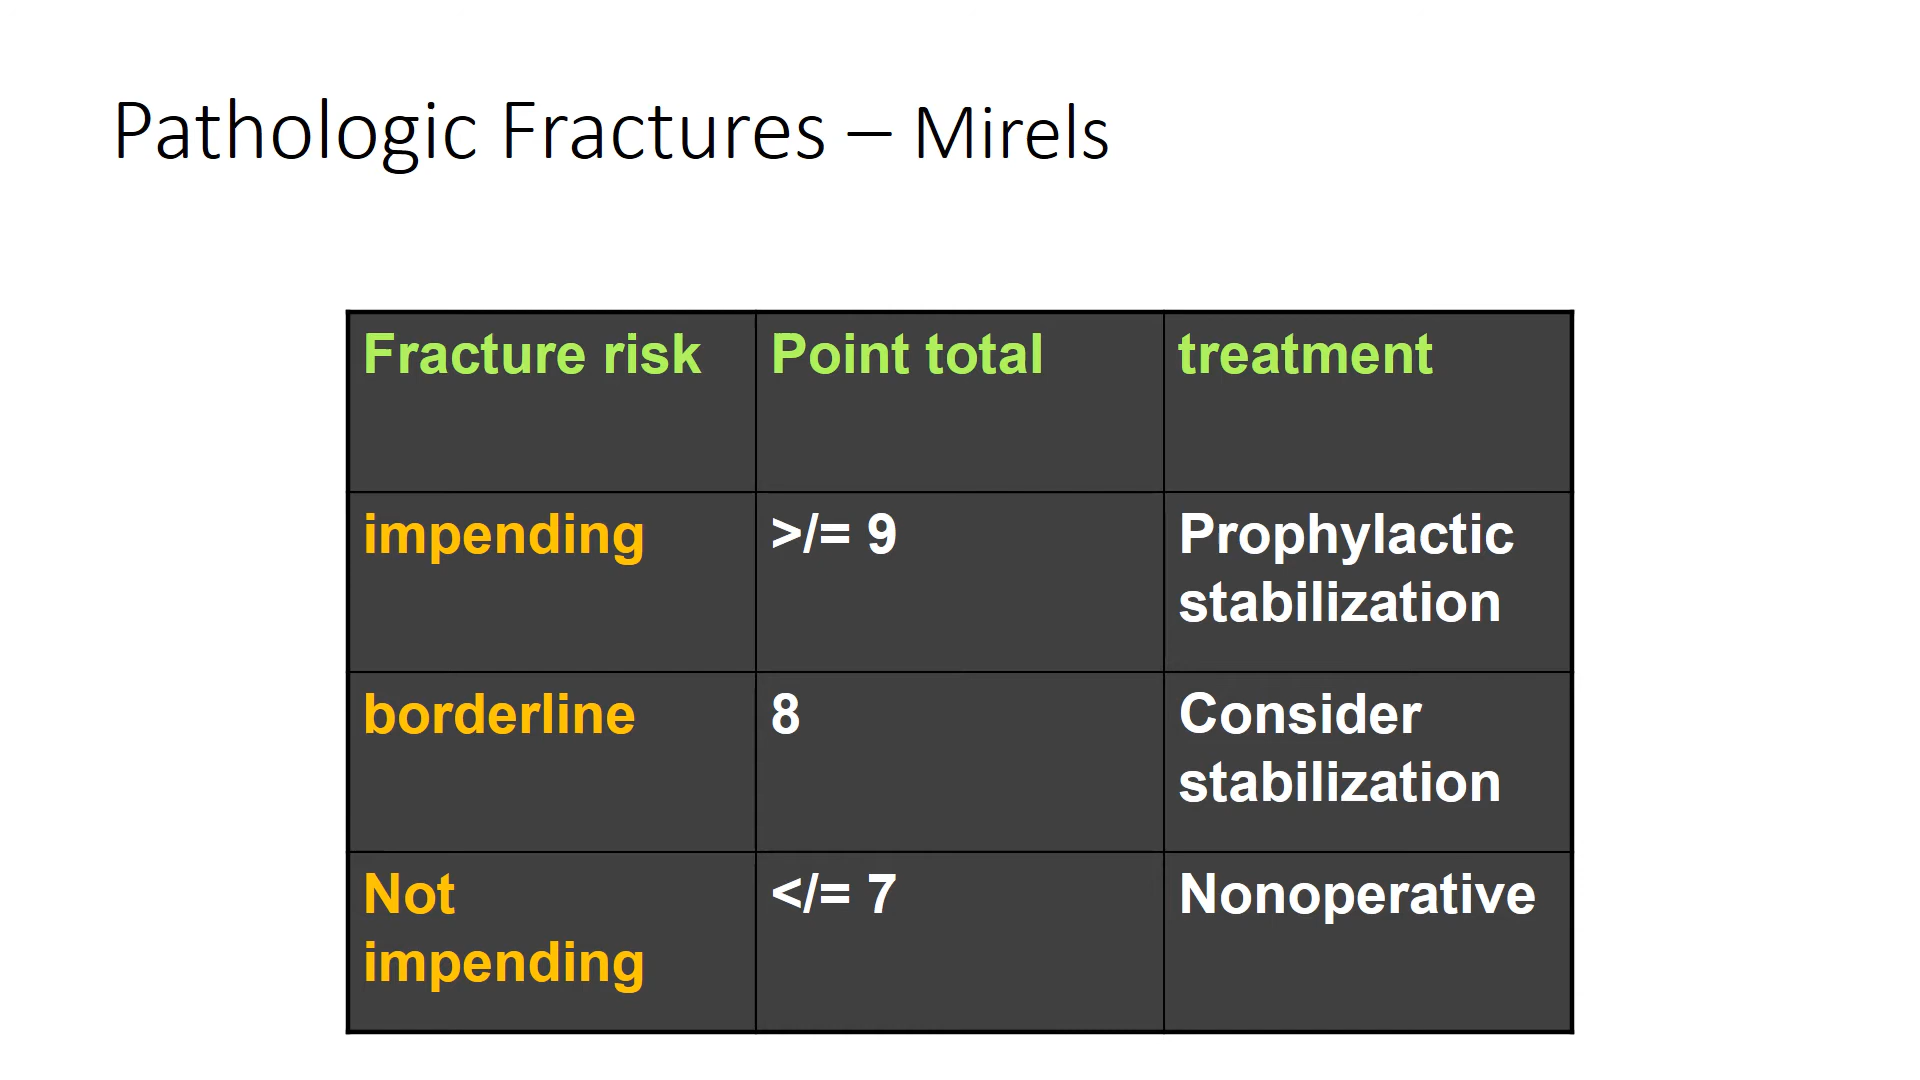 Pathologic Fractures – Mirels
Fracture risk Point total treatment
impending >/= 9 Prophylactic
stabilization
borderline 8 Consider
stabilization
Not </= 7 Nonoperative
impending